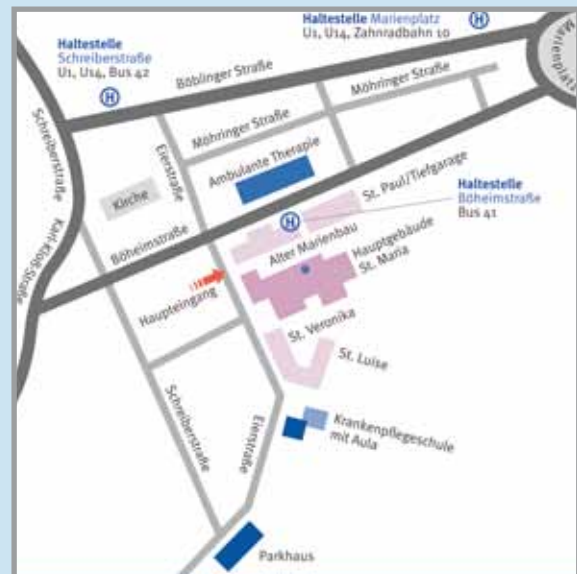 Haltestelle Marienplatz
U1, U14, Zahnradbahn 10
H
Marienplatz
Haltestelle
Schreiberstraße
U1, U14, Bus 42
H
Böblinger Straße
Schreiberstraße
Möhringer Straße
Möhringer Straße
Eierstraße
Ambulante Therapie
Kirche
St. Paul/Tiefgarage
Haltestelle
Böheimstraße
Bus 41
H
Karl-Kloß-Straße
Böheimstraße
Alter Marienbau
Hauptgebäude
St. Maria
Haupteingang
St. Veronika
St. Luise
Schreiberstraße
Eierstraße
Krankenpflegeschule
mit Aula
Parkhaus